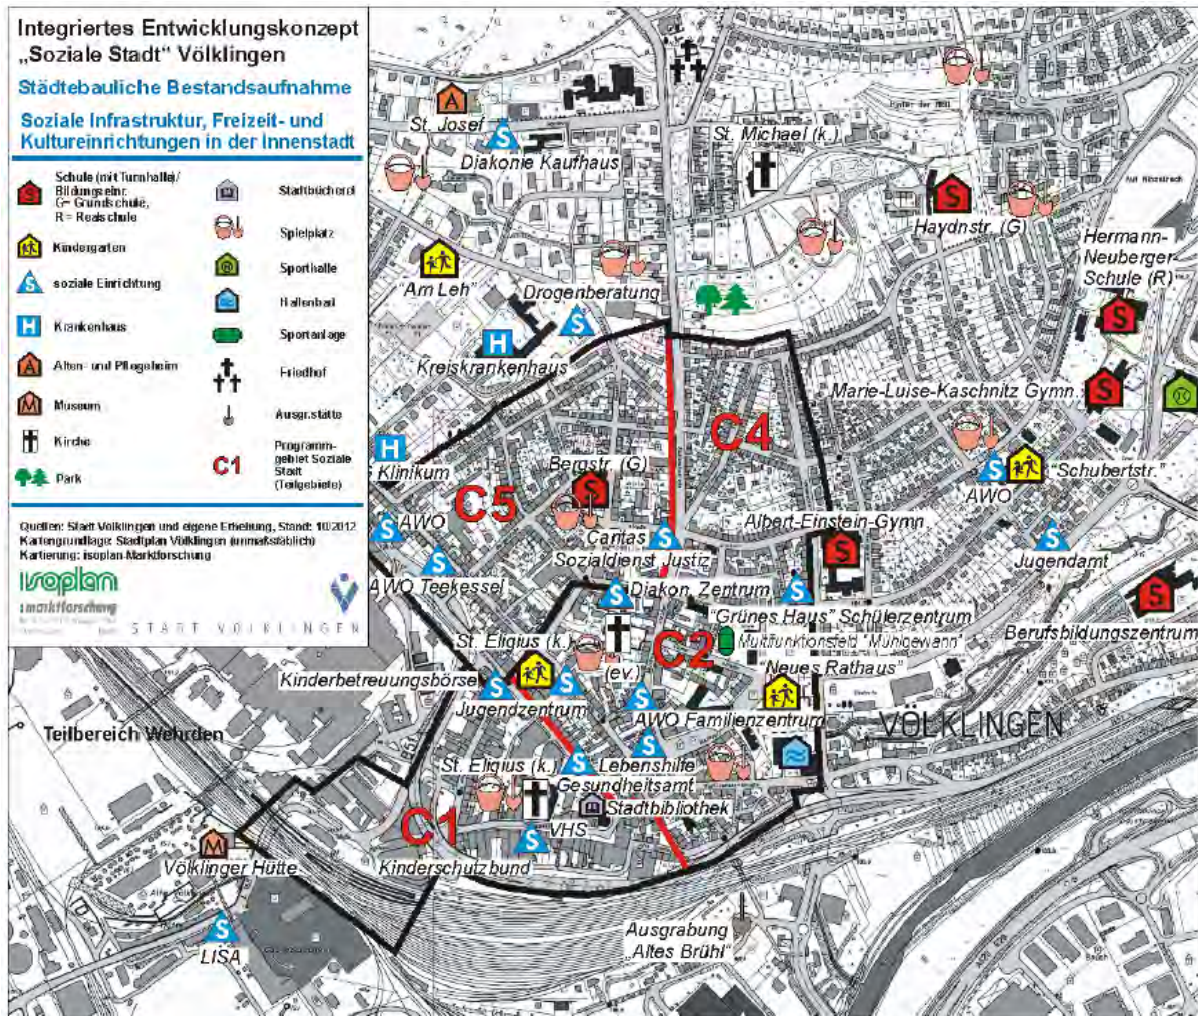 Integriertes Entwicklungskonzept
„Soziale Stadt" Völklingen
Städtebauliche Bestandsaufnahme
Soziale Infrastruktur, Freizeit- und
Kultureinrichtungen in der Innenstadt
Schule (mit Turnhalle)/
Bildungseinr.
G= Grundschule,
R = Realschule
Kindergarten
soziale Einrichtung
Krankenhaus
Alten- und Pflegeheim
Museum
Kirche
Park
Stadtbücherei
Spielplatz
Sporthalle
Hallenbad
Sportanlage
Friedhof
Ausgr.stätte
C1
Programm-
gebiet Soziale
Stadt
(Teilgebiete)
Quellen: Stadt Völklingen und eigene Erhebung, Stand: 10/2012
Kartengrundlage: Stadtplan Völklingen (unmaßstäblich)
Kartierung: isoplan-Marktforschung
isoplan
:marktforschung
STADT VÖLKLINGEN
St. Josef
Diakonie Kaufhaus
St. Michael (k.)
Haydnstr. (G)
Hermann-
Neuberger
Schule (R)
"Am Leh"
Drogenberatung
Kreiskrankenhaus
Marie-Luise-Kaschnitz Gymn.
C4
Klinikum
Bergstr. (G)
C5
"Schubertstr."
AWO
AWO
Albert-Einstein-Gymn.
Caritas
Sozialdienst Justiz
Jugendamt
AWO Teekessel
Diakon. Zentrum
"Grünes Haus" Schülerzentrum
Berufsbildungszentrum
Multifunktionsfeld "Mühlgewann"
St. Eligius (k.)
C2
(ev.)
"Neues Rathaus"
Kinderbetreuungsbörse
Jugendzentrum
AWO Familienzentrum
VÖLKLINGEN
Teilbereich Wehrden
St. Eligius (k.)
Lebenshilfe
Gesundheitsamt
Stadtbibliothek
C1
VHS
Völklinger Hütte
Kinderschutzbund
LISA
Ausgrabung
„Altes Brühl"